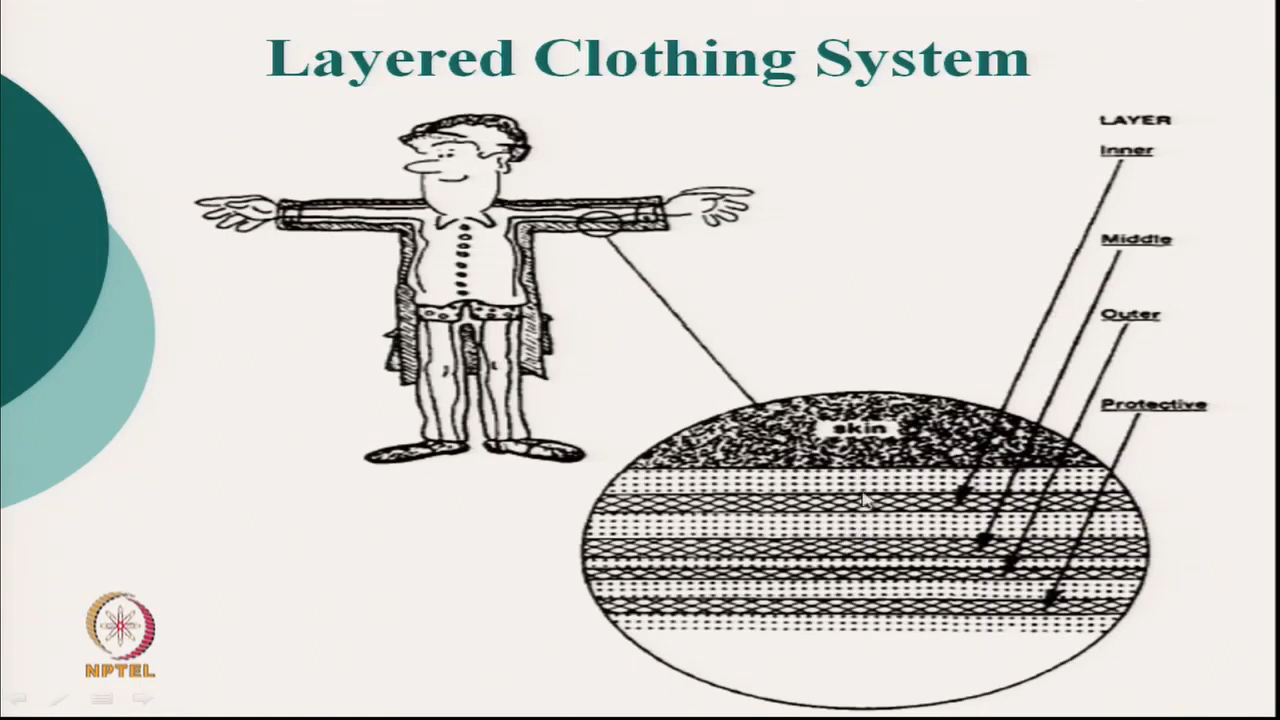 Layered Clothing System
LAYER
Inner
Middle
Outer
Protective
skin
NPTEL